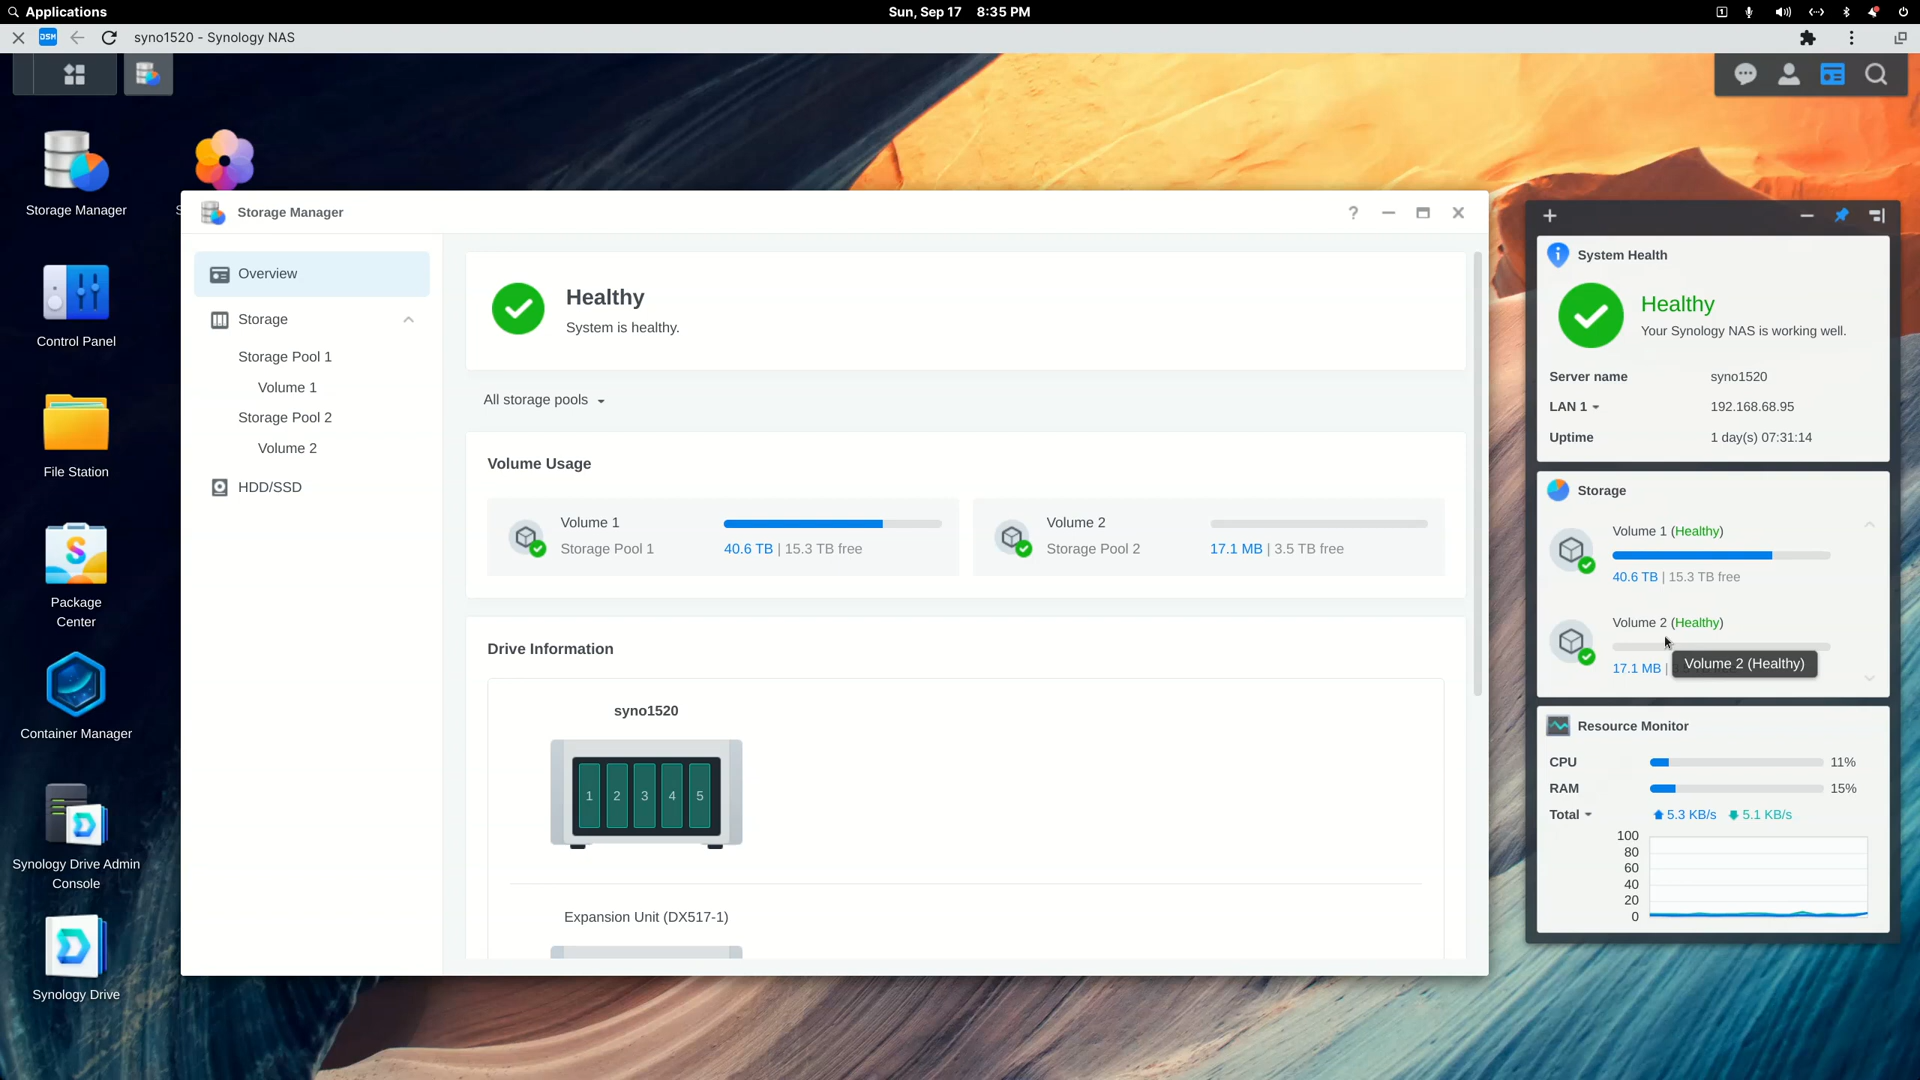 Applications
Sun, Sep 17 8:35 PM
1
DSM
syno1520 - Synology NAS
Storage Manager
Control Panel
File Station
Package
Center
Container Manager
Synology Drive Admin
Console
Synology Drive
S
Storage Manager
?
Overview
Storage
Storage Pool 1
Volume 1
Storage Pool 2
Volume 2
HDD/SSD
Healthy
System is healthy.
All storage pools
Volume Usage
Volume 1
Storage Pool 1
40.6 TB | 15.3 TB free
Volume 2
Storage Pool 2
17.1 MB | 3.5 TB free
Drive Information
syno1520
1 2 3 4 5
Expansion Unit (DX517-1)
System Health
Healthy
Your Synology NAS is working well.
Server name syno1520
LAN 1 192.168.68.95
Uptime 1 day(s) 07:31:14
Storage
Volume 1 (Healthy)
40.6 TB | 15.3 TB free
Volume 2 (Healthy)
17.1 MB |
Volume 2 (Healthy)
Resource Monitor
CPU 11%
RAM 15%
Total 5.3 KB/s 5.1 KB/s
100
80
60
40
20
0